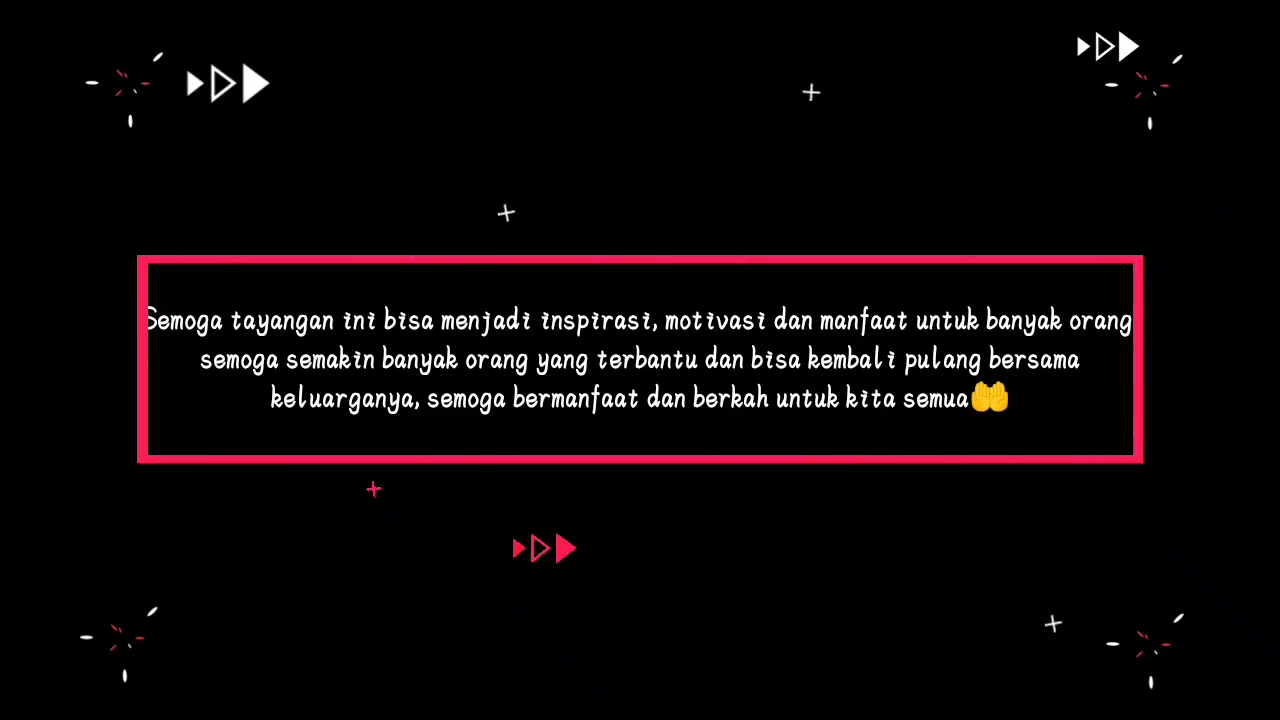 Semoga tayangan ini bisa menjadi inspirasi, motivasi dan manfaat untuk banyak orang
semoga semakin banyak orang yang terbantu dan bisa kembali pulang bersama
keluarganya, semoga bermanfaat dan berkah untuk kita semua🤲